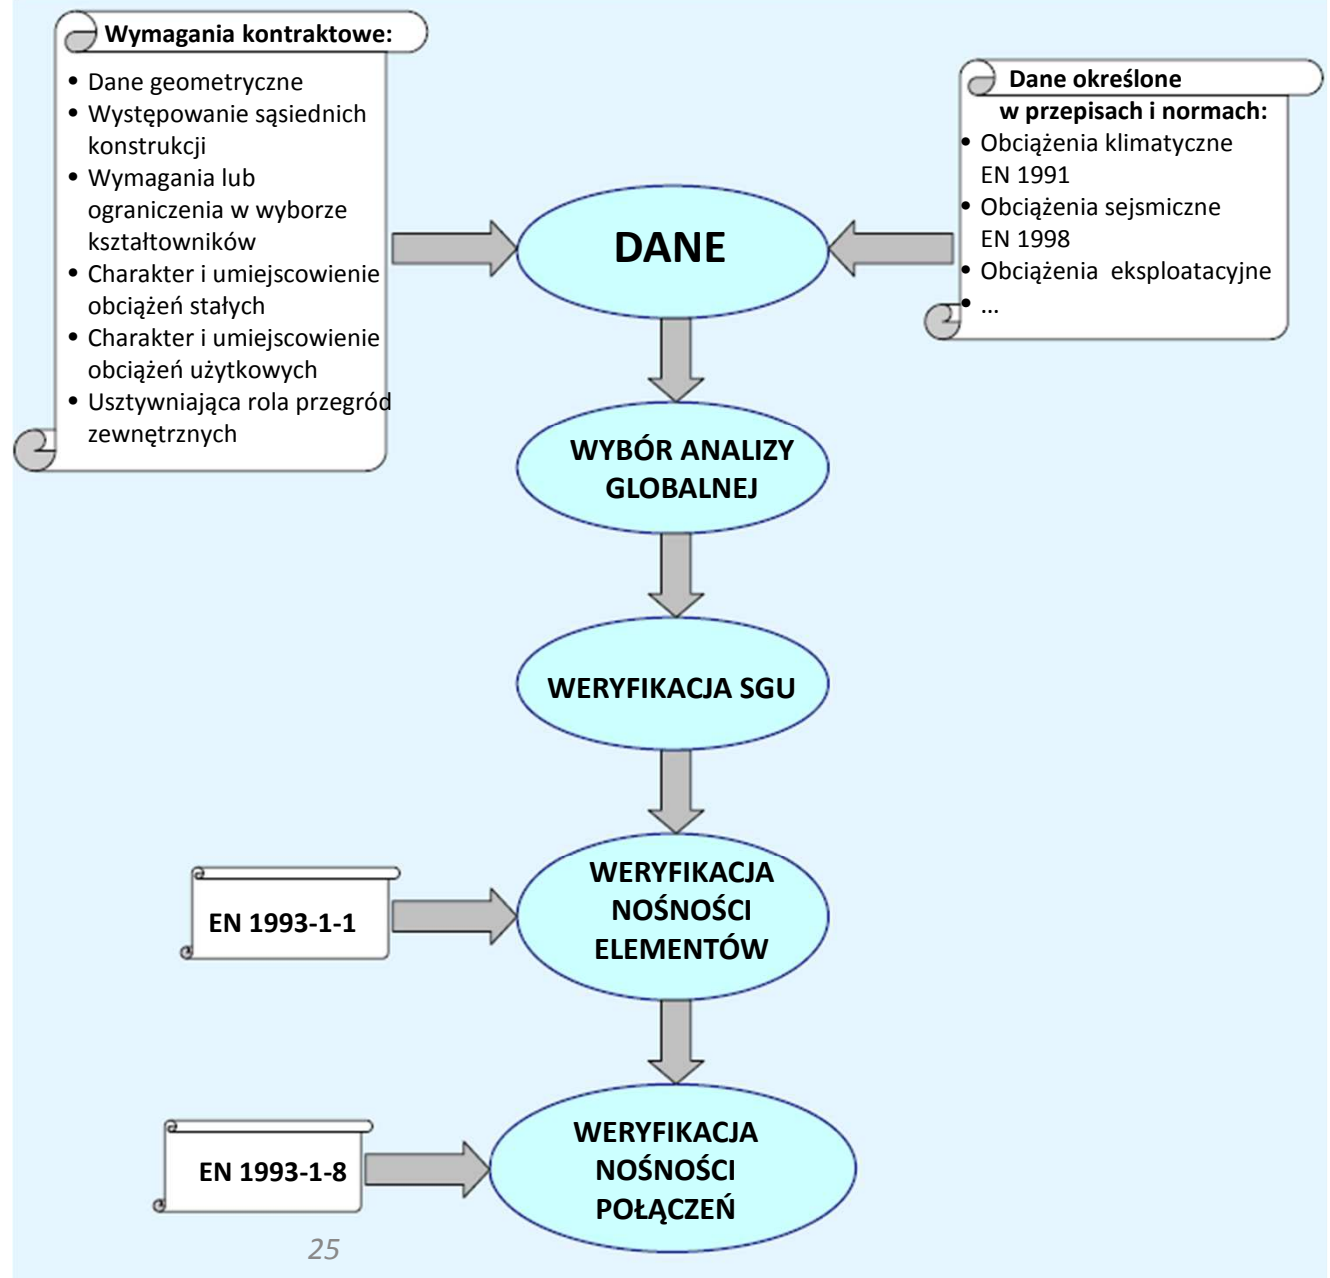 Wymagania kontraktowe:
• Dane geometryczne
• Występowanie sąsiednich
konstrukcji
• Wymagania lub
ograniczenia w wyborze
kształtowników
• Charakter i umiejscowienie
obciążeń stałych
• Charakter i umiejscowienie
obciążeń użytkowych
• Usztywniająca rola przegród
zewnętrznych
Dane określone
w przepisach i normach:
• Obciążenia klimatyczne
EN 1991
• Obciążenia sejsmiczne
EN 1998
• Obciążenia eksploatacyjne
• ...
DANE
WYBÓR ANALIZY
GLOBALNEJ
WERYFIKACJA SGU
EN 1993-1-1
WERYFIKACJA
NOŚNOŚCI
ELEMENTÓW
EN 1993-1-8
WERYFIKACJA
NOŚNOŚCI
POŁĄCZEŃ
25